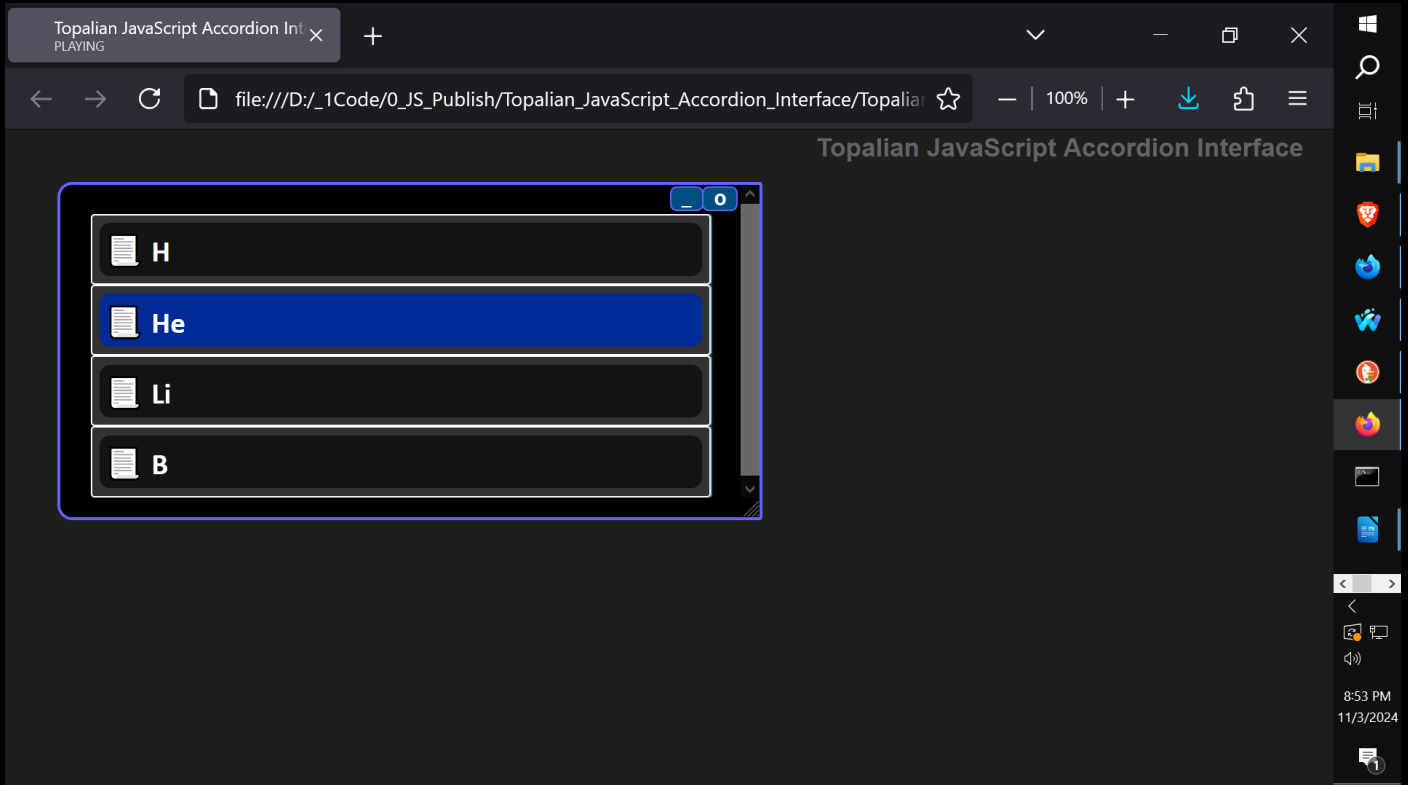 Topalian JavaScript Accordion Int
PLAYING
file:///D:/_1Code/0_JS_Publish/Topalian_JavaScript_Accordion_Interface/Topalian
100%
Topalian JavaScript Accordion Interface
_ o
H
He
Li
B
8:53 PM
11/3/2024
1